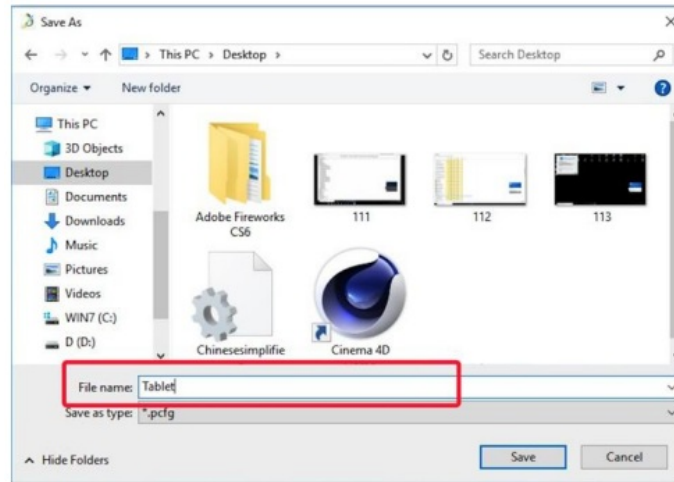 Save As
This PC > Desktop >
Search Desktop
Organize
New folder
This PC
3D Objects
Desktop
Documents
Downloads
Music
Pictures
Videos
WIN7 (C:)
D (D:)
Adobe Fireworks
CS6
111
112
113
Chinesesimplifie
Cinema 4D
File name: Tablet
Save as type: *.pcfg
Hide Folders
Save
Cancel